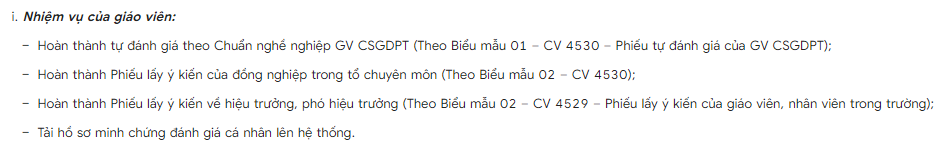 i. Nhiệm vụ của giáo viên:
– Hoàn thành tự đánh giá theo Chuẩn nghề nghiệp GV CSGDPT (Theo Biểu mẫu 01 – CV 4530 – Phiếu tự đánh giá của GV CSGDPT);
– Hoàn thành Phiếu lấy ý kiến của đồng nghiệp trong tổ chuyên môn (Theo Biểu mẫu 02 – CV 4530);
– Hoàn thành Phiếu lấy ý kiến về hiệu trưởng, phó hiệu trưởng (Theo Biểu mẫu 02 – CV 4529 – Phiếu lấy ý kiến của giáo viên, nhân viên trong trường);
– Tải hồ sơ minh chứng đánh giá cá nhân lên hệ thống.